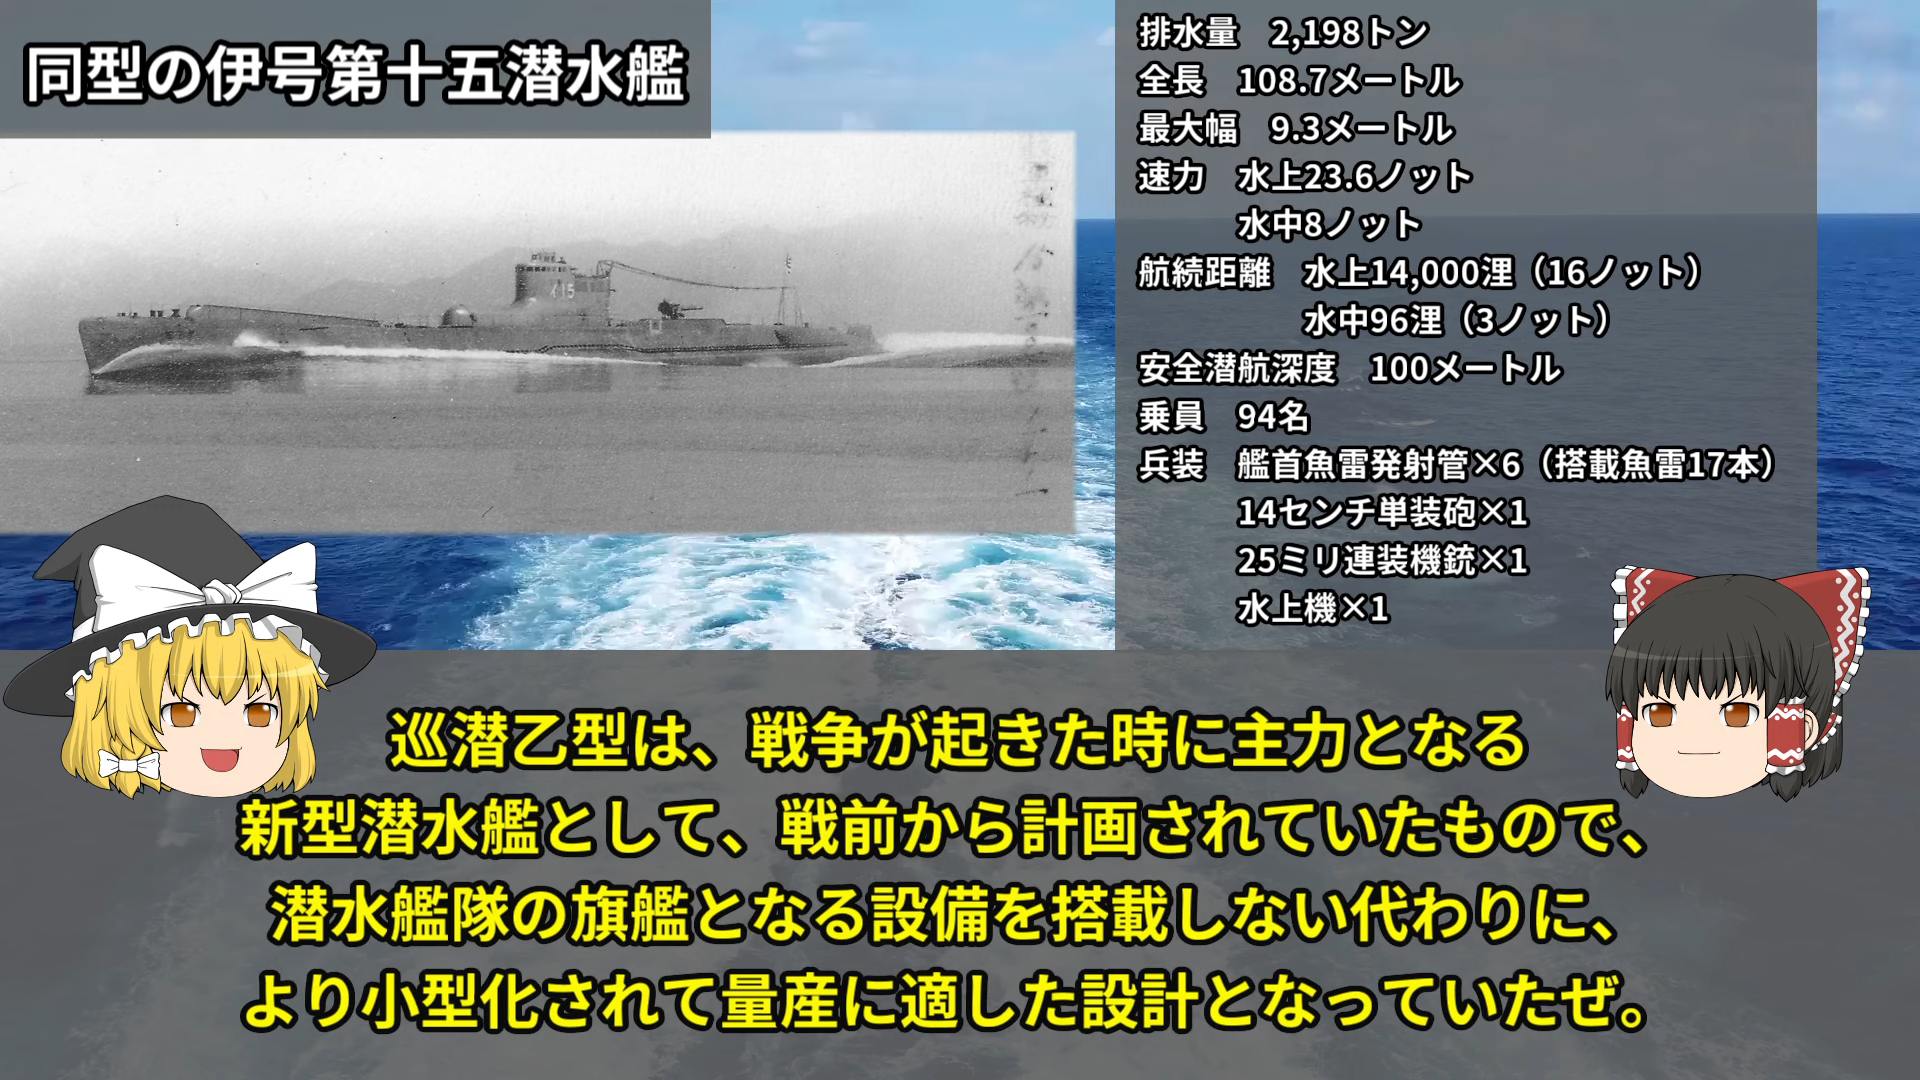 同型の伊号第十五潜水艦
イ15
排水量　2,198トン
全長　108.7メートル
最大幅　9.3メートル
速力　水上23.6ノット
水中8ノット
航続距離　水上14,000浬（16ノット）
水中96浬（3ノット）
安全潜航深度　100メートル
乗員　94名
兵装　艦首魚雷発射管×6（搭載魚雷17本）
14センチ単装砲×1
25ミリ連装機銃×1
水上機×1
巡潜乙型は、戦争が起きた時に主力となる
新型潜水艦として、戦前から計画されていたもので、
潜水艦隊の旗艦となる設備を搭載しない代わりに、
より小型化されて量産に適した設計となっていたぜ。